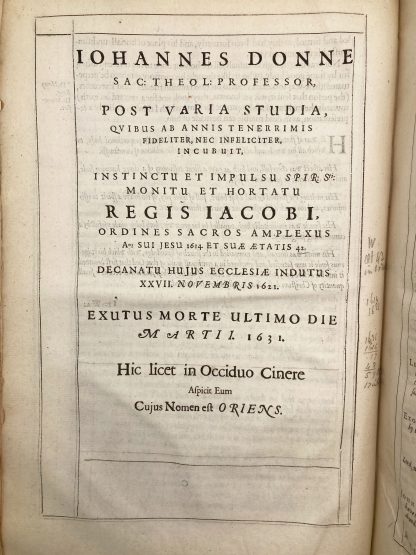 IOHANNES DONNE
SAC: THEOL: PROFESSOR,
POST VARIA STUDIA,
QVIBUS AB ANNIS TENERRIMIS
FIDELITER, NEC INFELICITER,
INCUBUIT,
INSTINCTU ET IMPULSU SPIR: Sti:
MONITU ET HORTATU
REGIS IACOBI,
ORDINES SACROS AMPLEXUS
Ao: SUI JESU 1614 ET SUÆ ÆTATIS 42.
DECANATU HUJUS ECCLESIÆ INDUTUS
XXVII. NOVEMBRIS 1621.
EXUTUS MORTE ULTIMO DIE
MARTII. 1631.
Hic licet in Occiduo Cinere
Aſpicit Eum
Cujus Nomen eſt ORIENS.